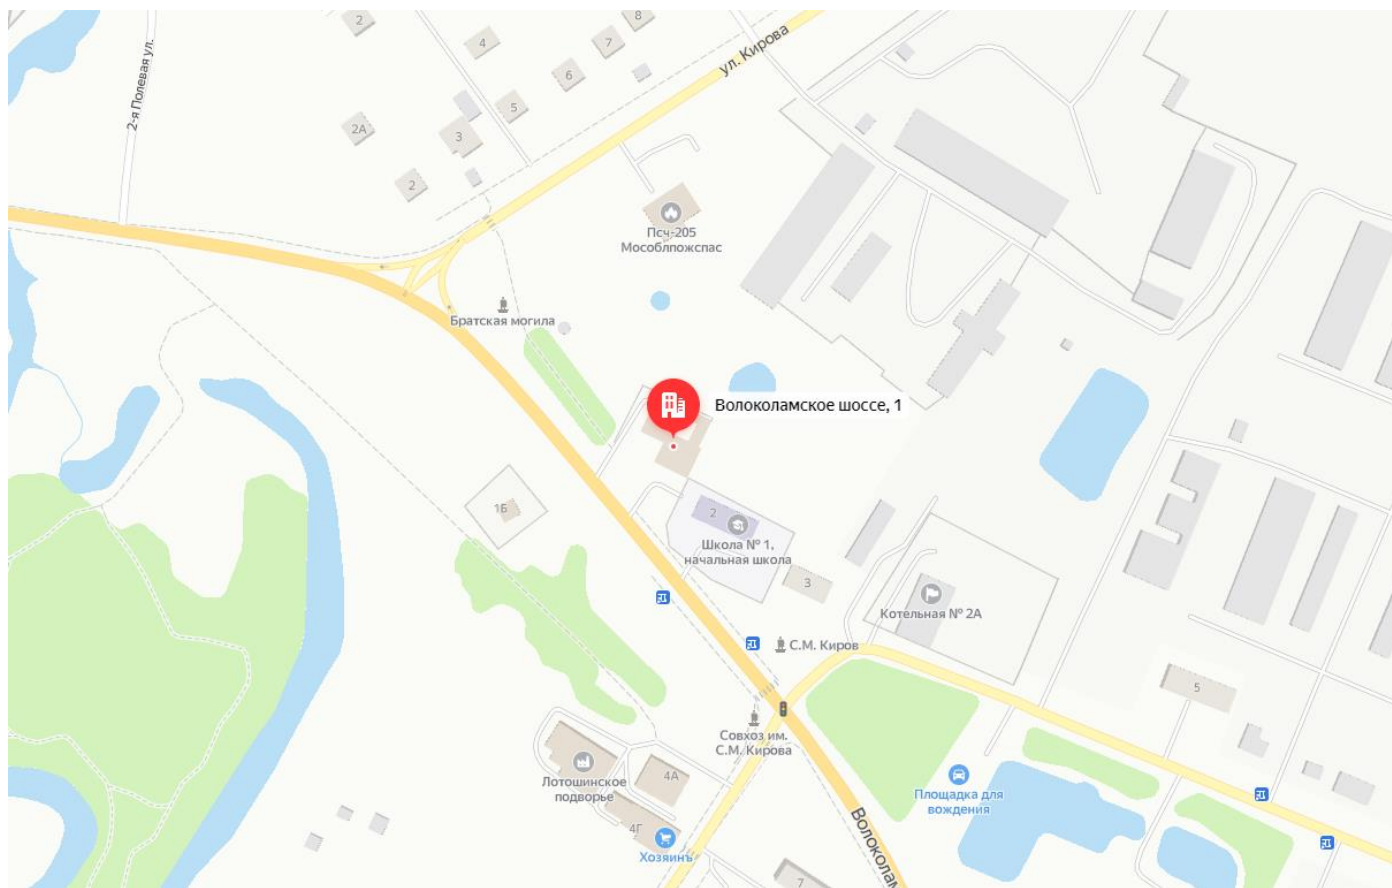 2
8
4
7
ул. Кирова
2-я Полевая ул.
6
5
2А
3
2
Псч-205
Мособлпожспас
Братская могила
Волоколамское шоссе, 1
1Б
2
Школа № 1,
начальная школа
3
Котельная № 2А
С.М. Киров
5
Совхоз им.
С.М. Кирова
Лотошинское
подворье
4А
Площадка для
вождения
4Г
Хозяинъ
Волоколам
7